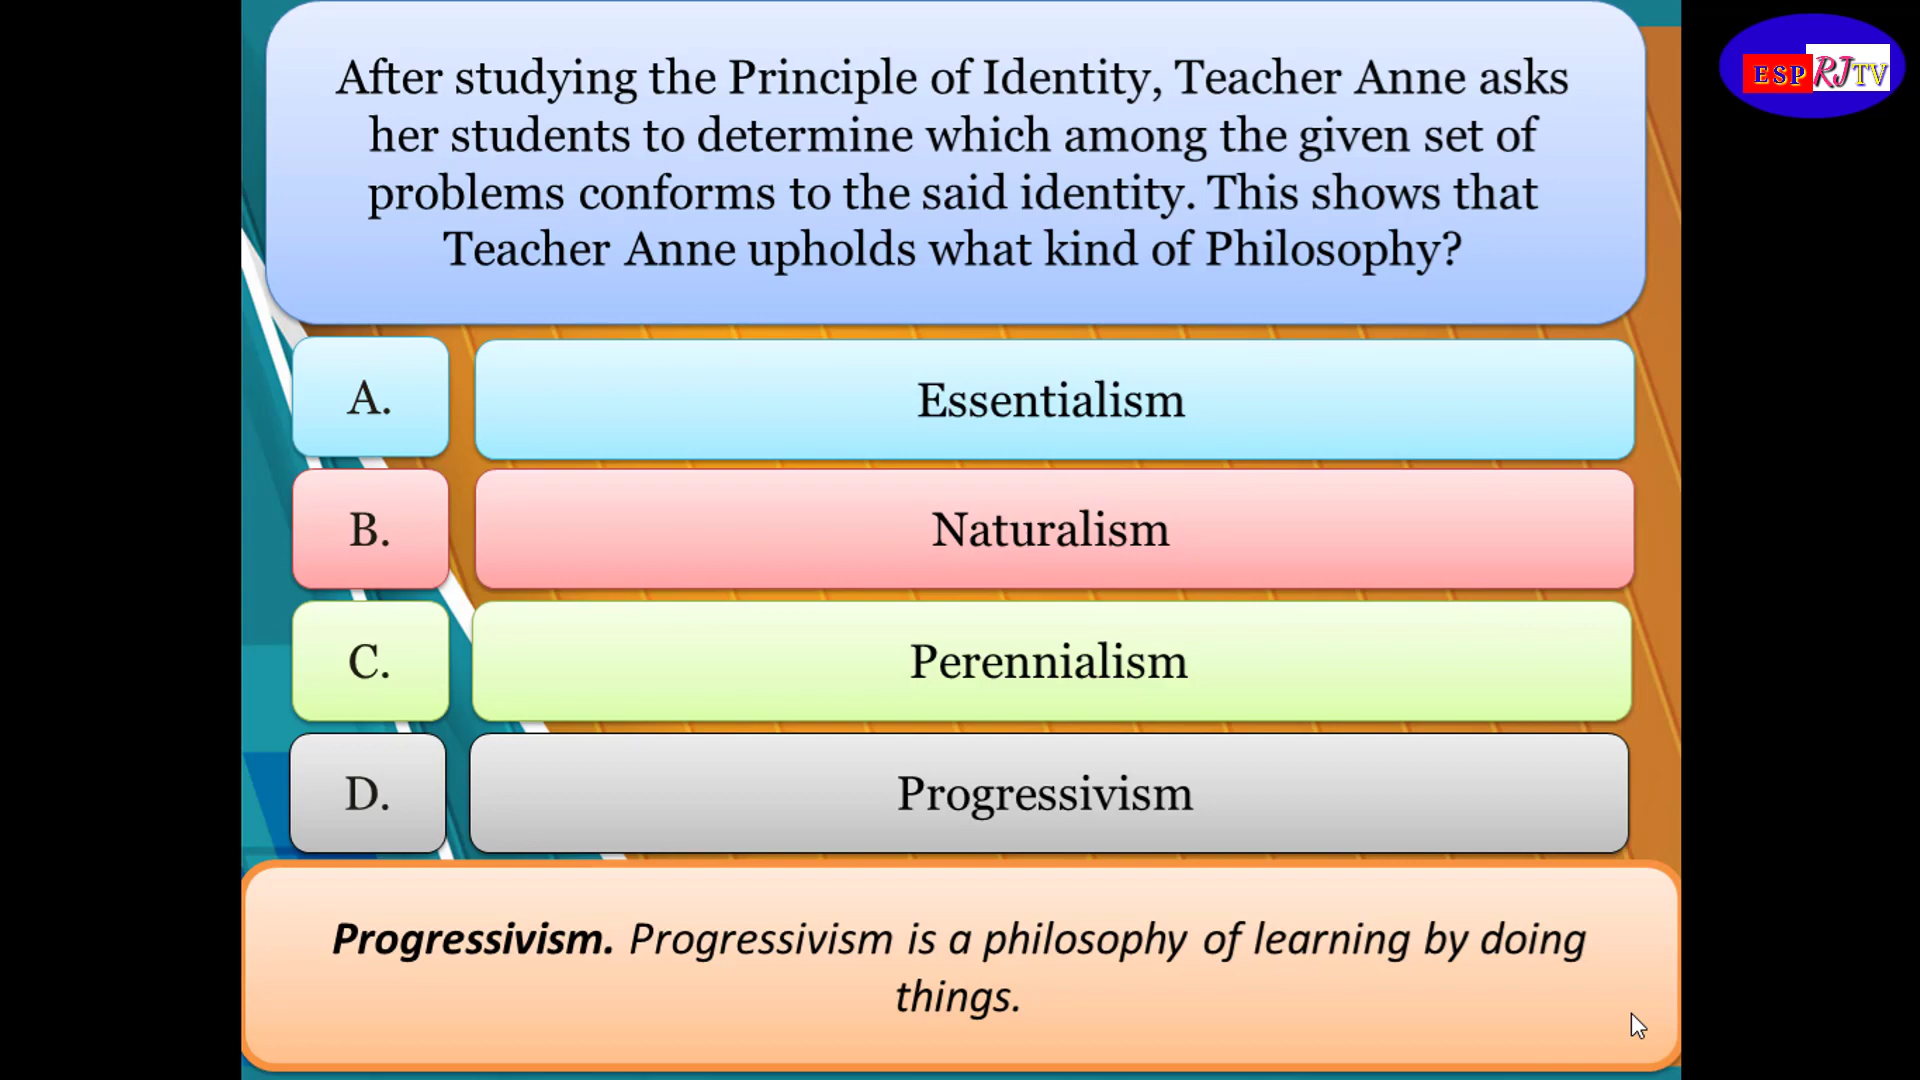 After studying the Principle of Identity, Teacher Anne asks
her students to determine which among the given set of
problems conforms to the said identity. This shows that
Teacher Anne upholds what kind of Philosophy?
ESP RJTV
A. Essentialism
B. Naturalism
C. Perennialism
D. Progressivism
Progressivism. Progressivism is a philosophy of learning by doing
things.